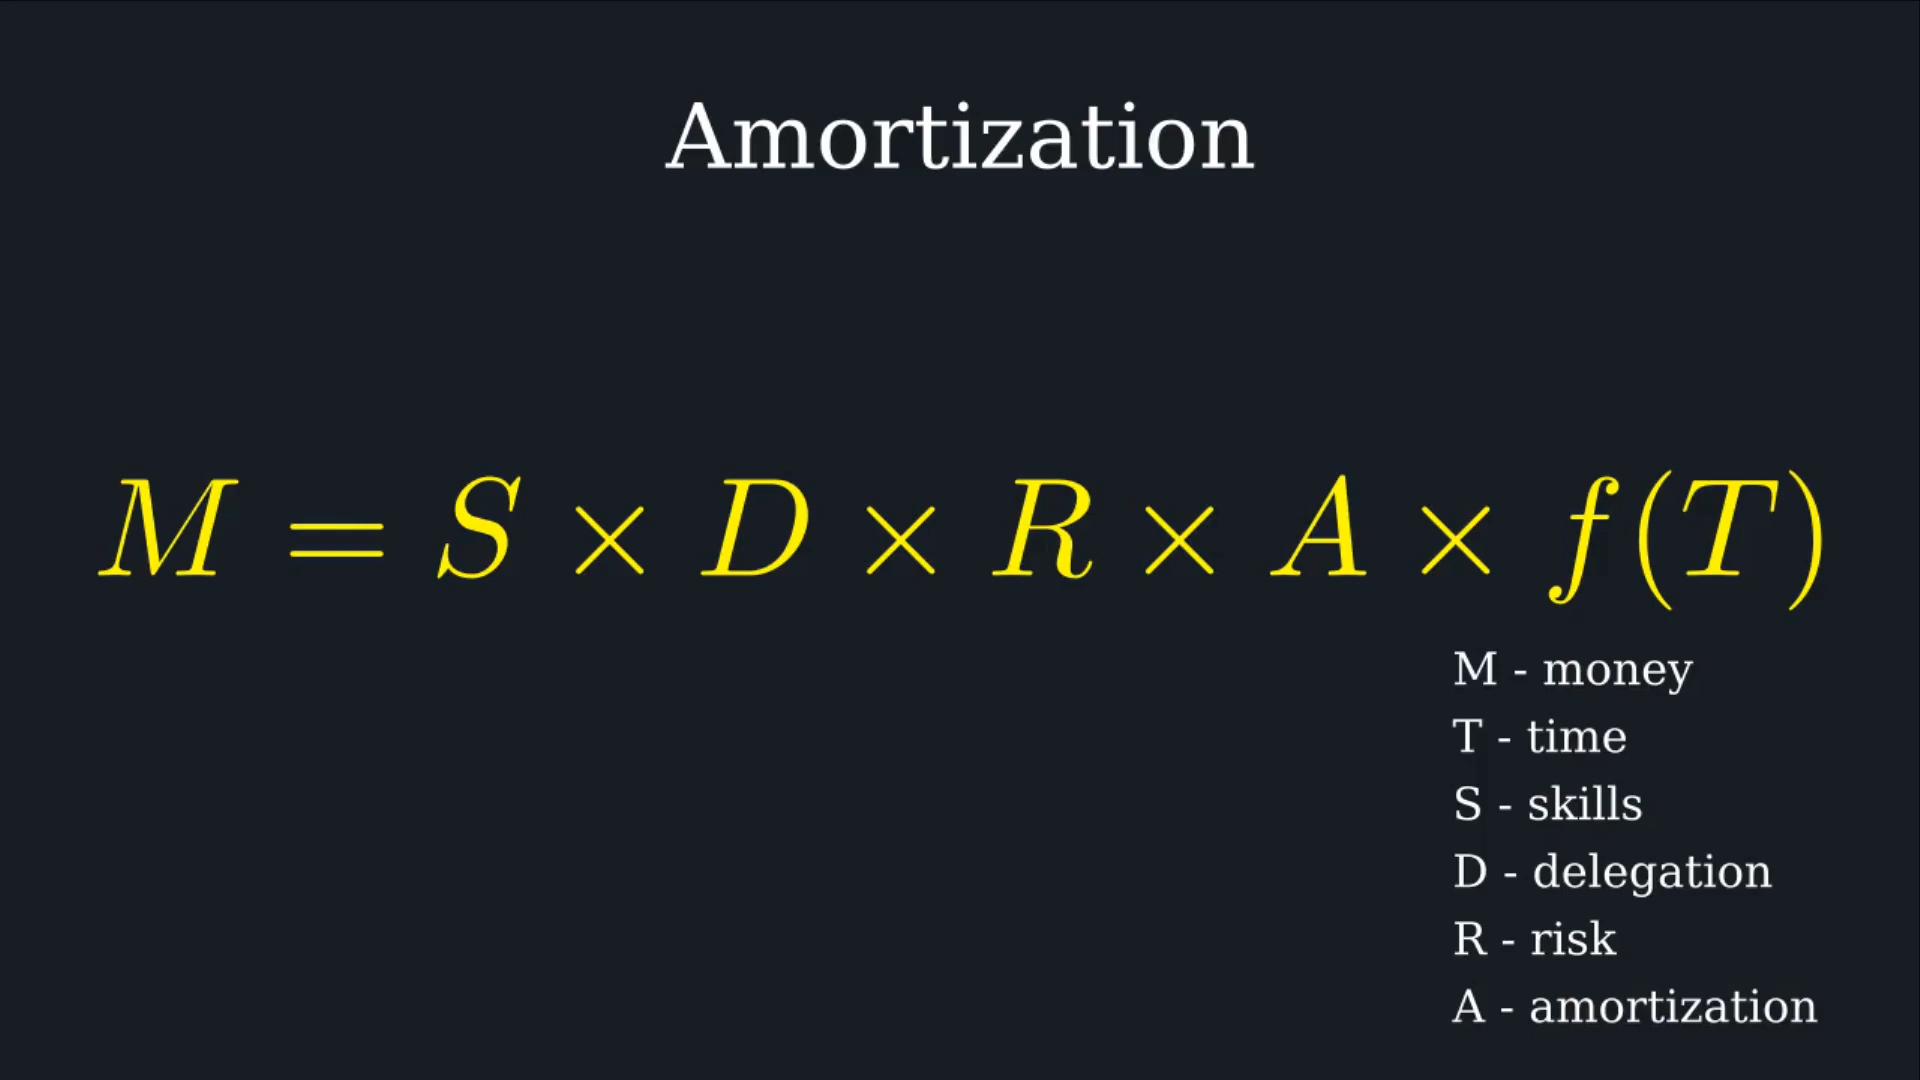 Amortization
M = S × D × R × A × f(T)
M - money
T - time
S - skills
D - delegation
R - risk
A - amortization